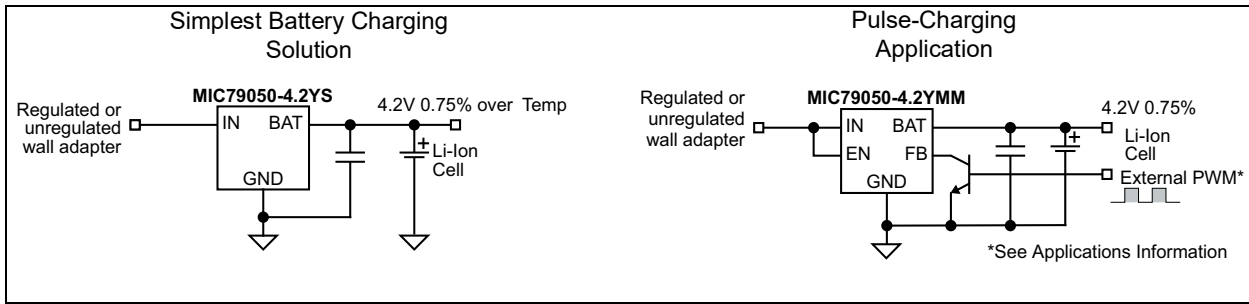 Simplest Battery Charging
Solution
MIC79050-4.2YS
Regulated or
unregulated
wall adapter
IN
BAT
GND
4.2V 0.75% over Temp
+
Li-Ion
Cell
Pulse-Charging
Application
MIC79050-4.2YMM
Regulated or
unregulated
wall adapter
IN
BAT
EN
FB
GND
4.2V 0.75%
+
Li-Ion
Cell
External PWM*
*See Applications Information